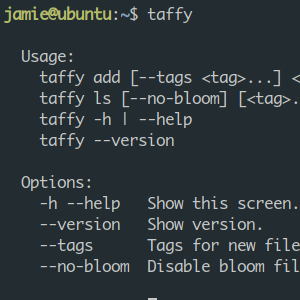 jamie@ubuntu:~$ taffy
Usage:
taffy add [--tags <tag>...] <
taffy ls [--no-bloom] [<tag>.
taffy -h | --help
taffy --version
Options:
-h --help Show this screen.
--version Show version.
--tags Tags for new file
--no-bloom Disable bloom fil